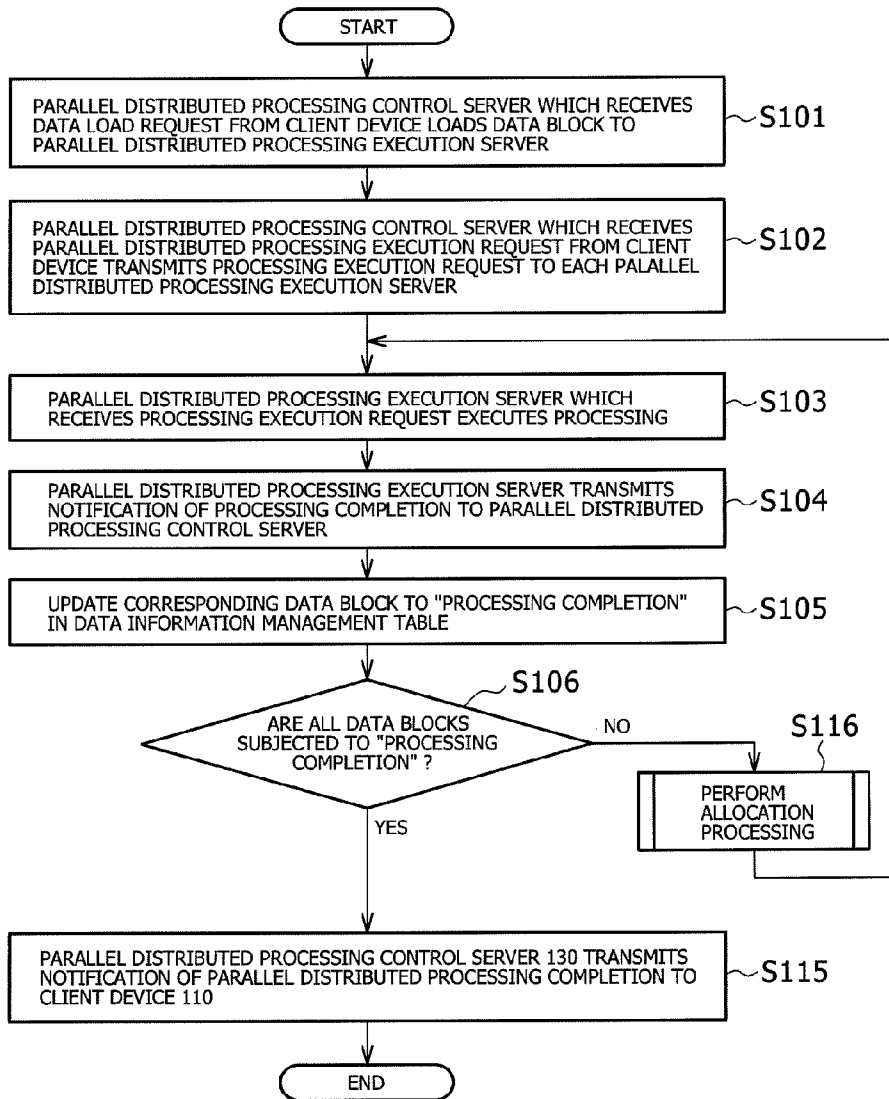 START
PARALLEL DISTRIBUTED PROCESSING CONTROL SERVER WHICH RECEIVES
DATA LOAD REQUEST FROM CLIENT DEVICE LOADS DATA BLOCK TO
PARALLEL DISTRIBUTED PROCESSING EXECUTION SERVER
S101
PARALLEL DISTRIBUTED PROCESSING CONTROL SERVER WHICH RECEIVES
PARALLEL DISTRIBUTED PROCESSING EXECUTION REQUEST FROM CLIENT
DEVICE TRANSMITS PROCESSING EXECUTION REQUEST TO EACH PALALLEL
DISTRIBUTED PROCESSING EXECUTION SERVER
S102
PARALLEL DISTRIBUTED PROCESSING EXECUTION SERVER WHICH
RECEIVES PROCESSING EXECUTION REQUEST EXECUTES PROCESSING
S103
PARALLEL DISTRIBUTED PROCESSING EXECUTION SERVER TRANSMITS
NOTIFICATION OF PROCESSING COMPLETION TO PARALLEL DISTRIBUTED
PROCESSING CONTROL SERVER
S104
UPDATE CORRESPONDING DATA BLOCK TO "PROCESSING COMPLETION"
IN DATA INFORMATION MANAGEMENT TABLE
S105
S106
ARE ALL DATA BLOCKS
SUBJECTED TO "PROCESSING
COMPLETION" ?
NO
YES
S116
PERFORM
ALLOCATION
PROCESSING
PARALLEL DISTRIBUTED PROCESSING CONTROL SERVER 130 TRANSMITS
NOTIFICATION OF PARALLEL DISTRIBUTED PROCESSING COMPLETION TO
CLIENT DEVICE 110
S115
END